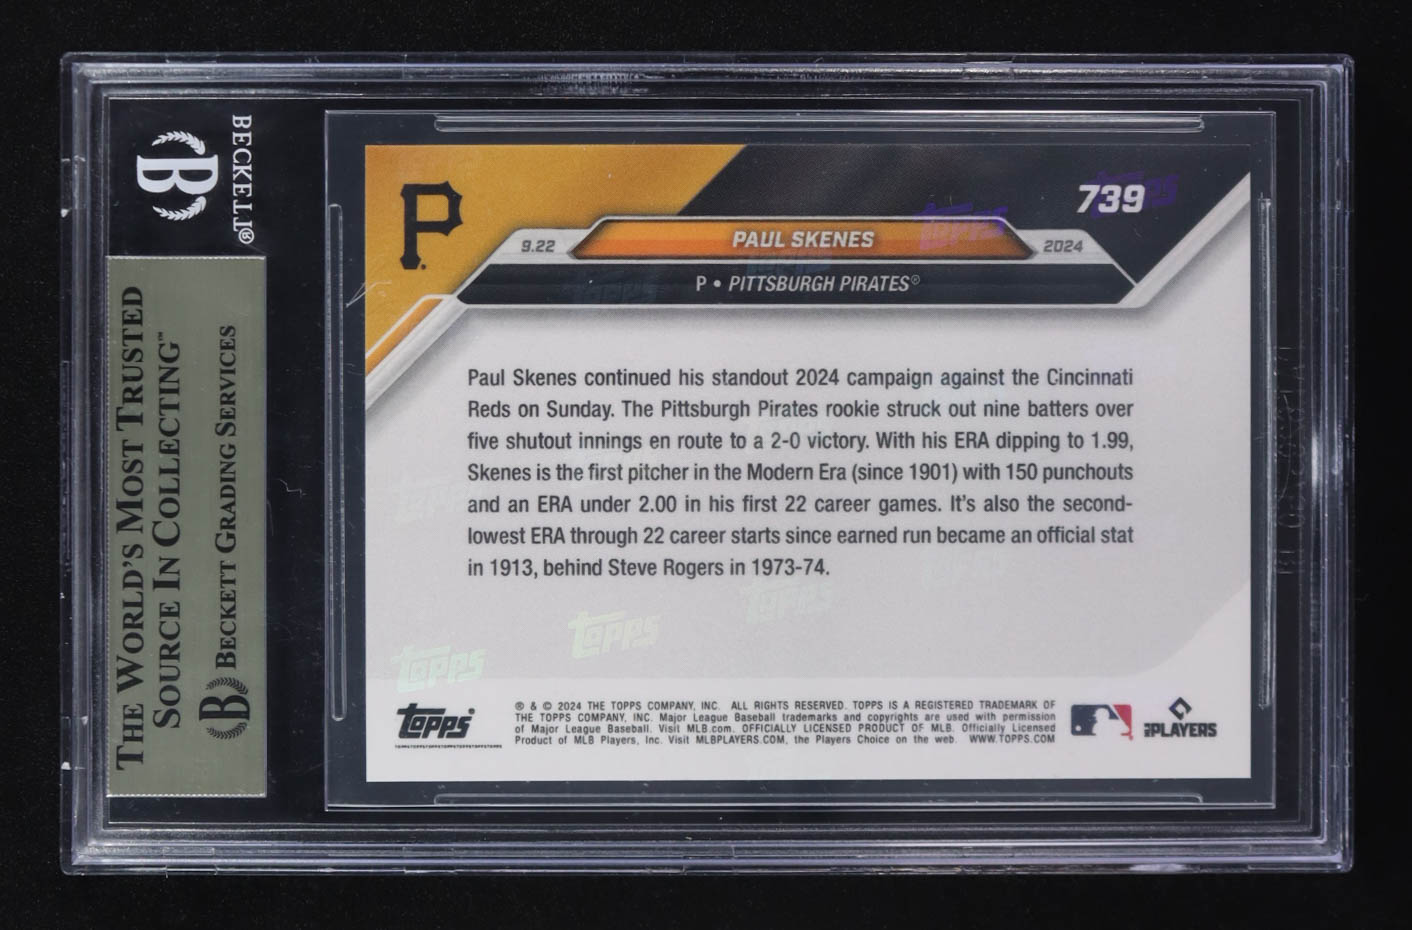 BECKETT®
B
THE WORLD'S MOST TRUSTED
SOURCE IN COLLECTING™
B BECKETT GRADING SERVICES
P
739
9.22
PAUL SKENES
2024
P • PITTSBURGH PIRATES®
Paul Skenes continued his standout 2024 campaign against the Cincinnati
Reds on Sunday. The Pittsburgh Pirates rookie struck out nine batters over
five shutout innings en route to a 2-0 victory. With his ERA dipping to 1.99,
Skenes is the first pitcher in the Modern Era (since 1901) with 150 punchouts
and an ERA under 2.00 in his first 22 career games. It's also the second-
lowest ERA through 22 career starts since earned run became an official stat
in 1913, behind Steve Rogers in 1973-74.
Topps
Topps
Topps
Topps
Topps
® & © 2024 THE TOPPS COMPANY, INC. ALL RIGHTS RESERVED. TOPPS IS A REGISTERED TRADEMARK OF
THE TOPPS COMPANY, INC. Major League Baseball trademarks and copyrights are used with permission
of Major League Baseball. Visit MLB.com. OFFICIALLY LICENSED PRODUCT OF MLB. Officially Licensed
Product of MLB Players, Inc. Visit MLBPLAYERS.COM, the Players Choice on the web. WWW.TOPPS.COM
PLAYERS